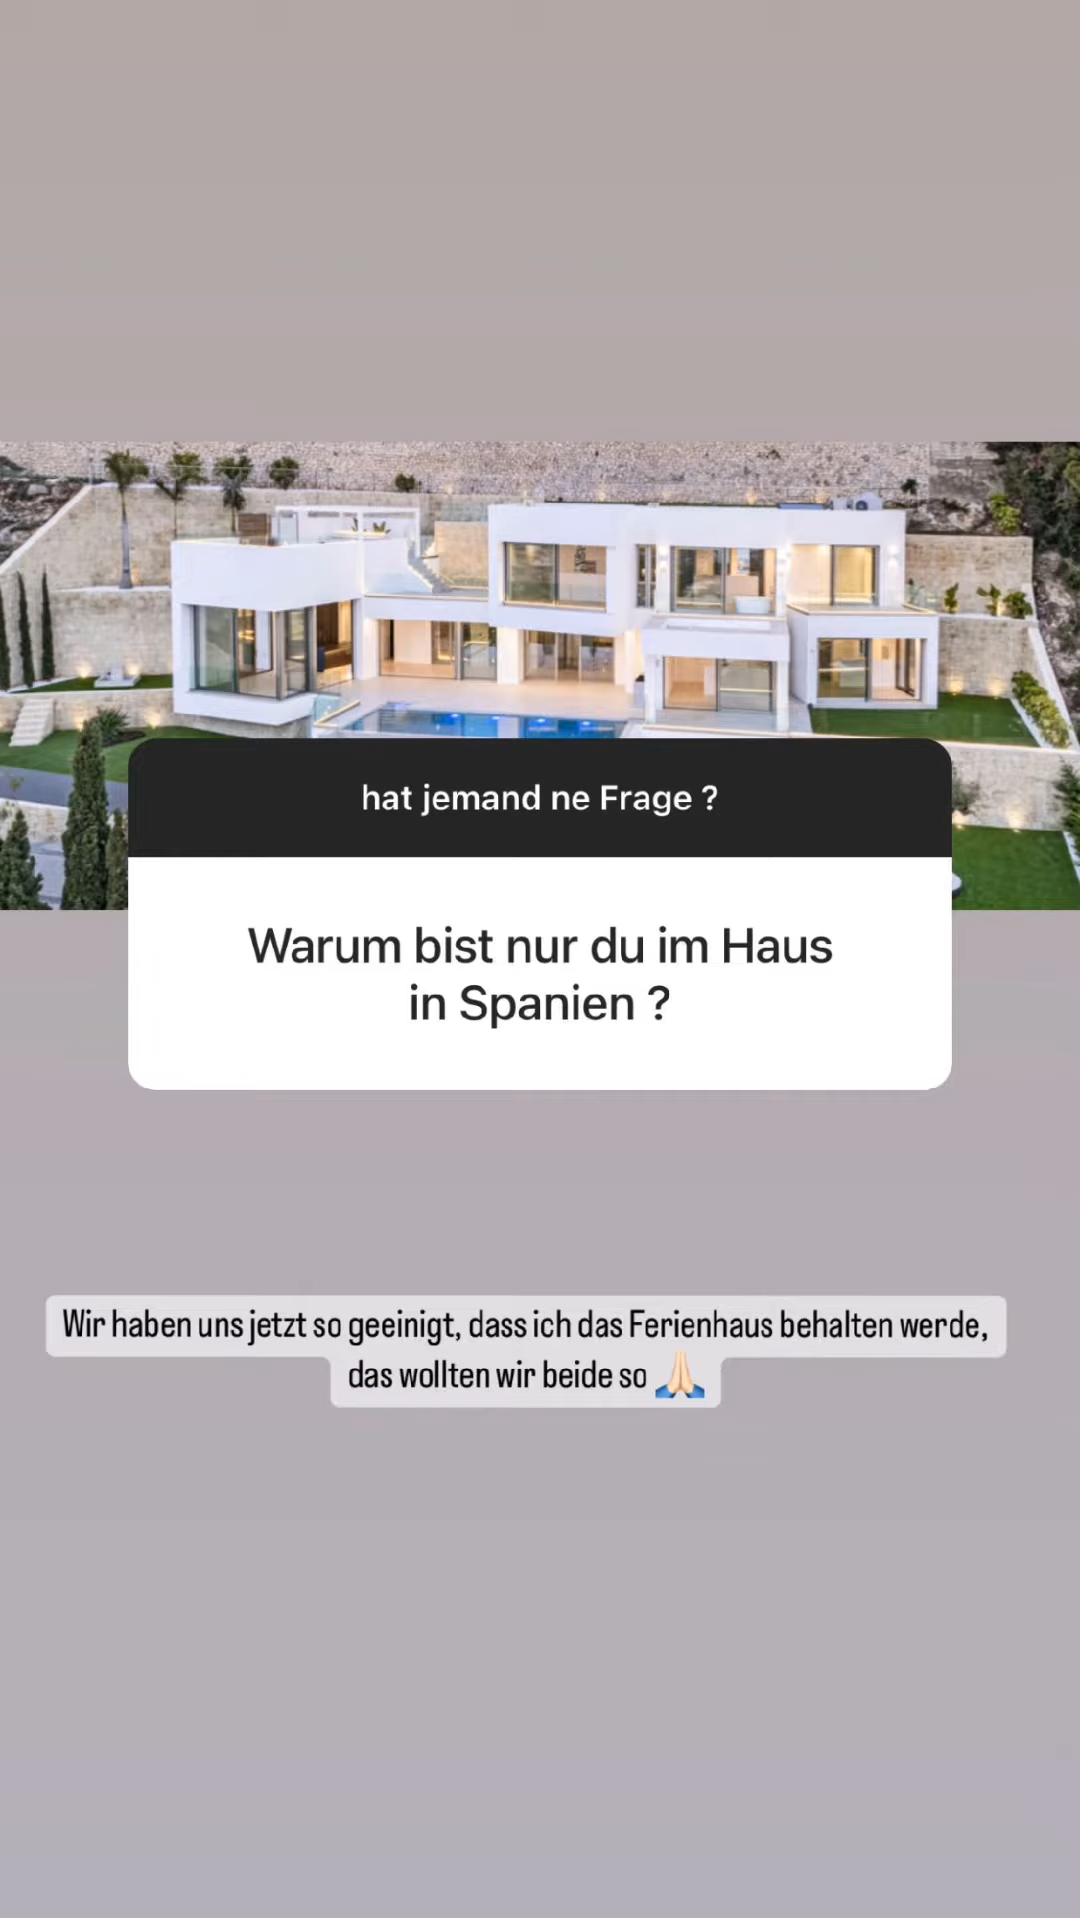 hat jemand ne Frage ?
Warum bist nur du im Haus
in Spanien ?
Wir haben uns jetzt so geeinigt, dass ich das Ferienhaus behalten werde,
das wollten wir beide so 🙏🏻